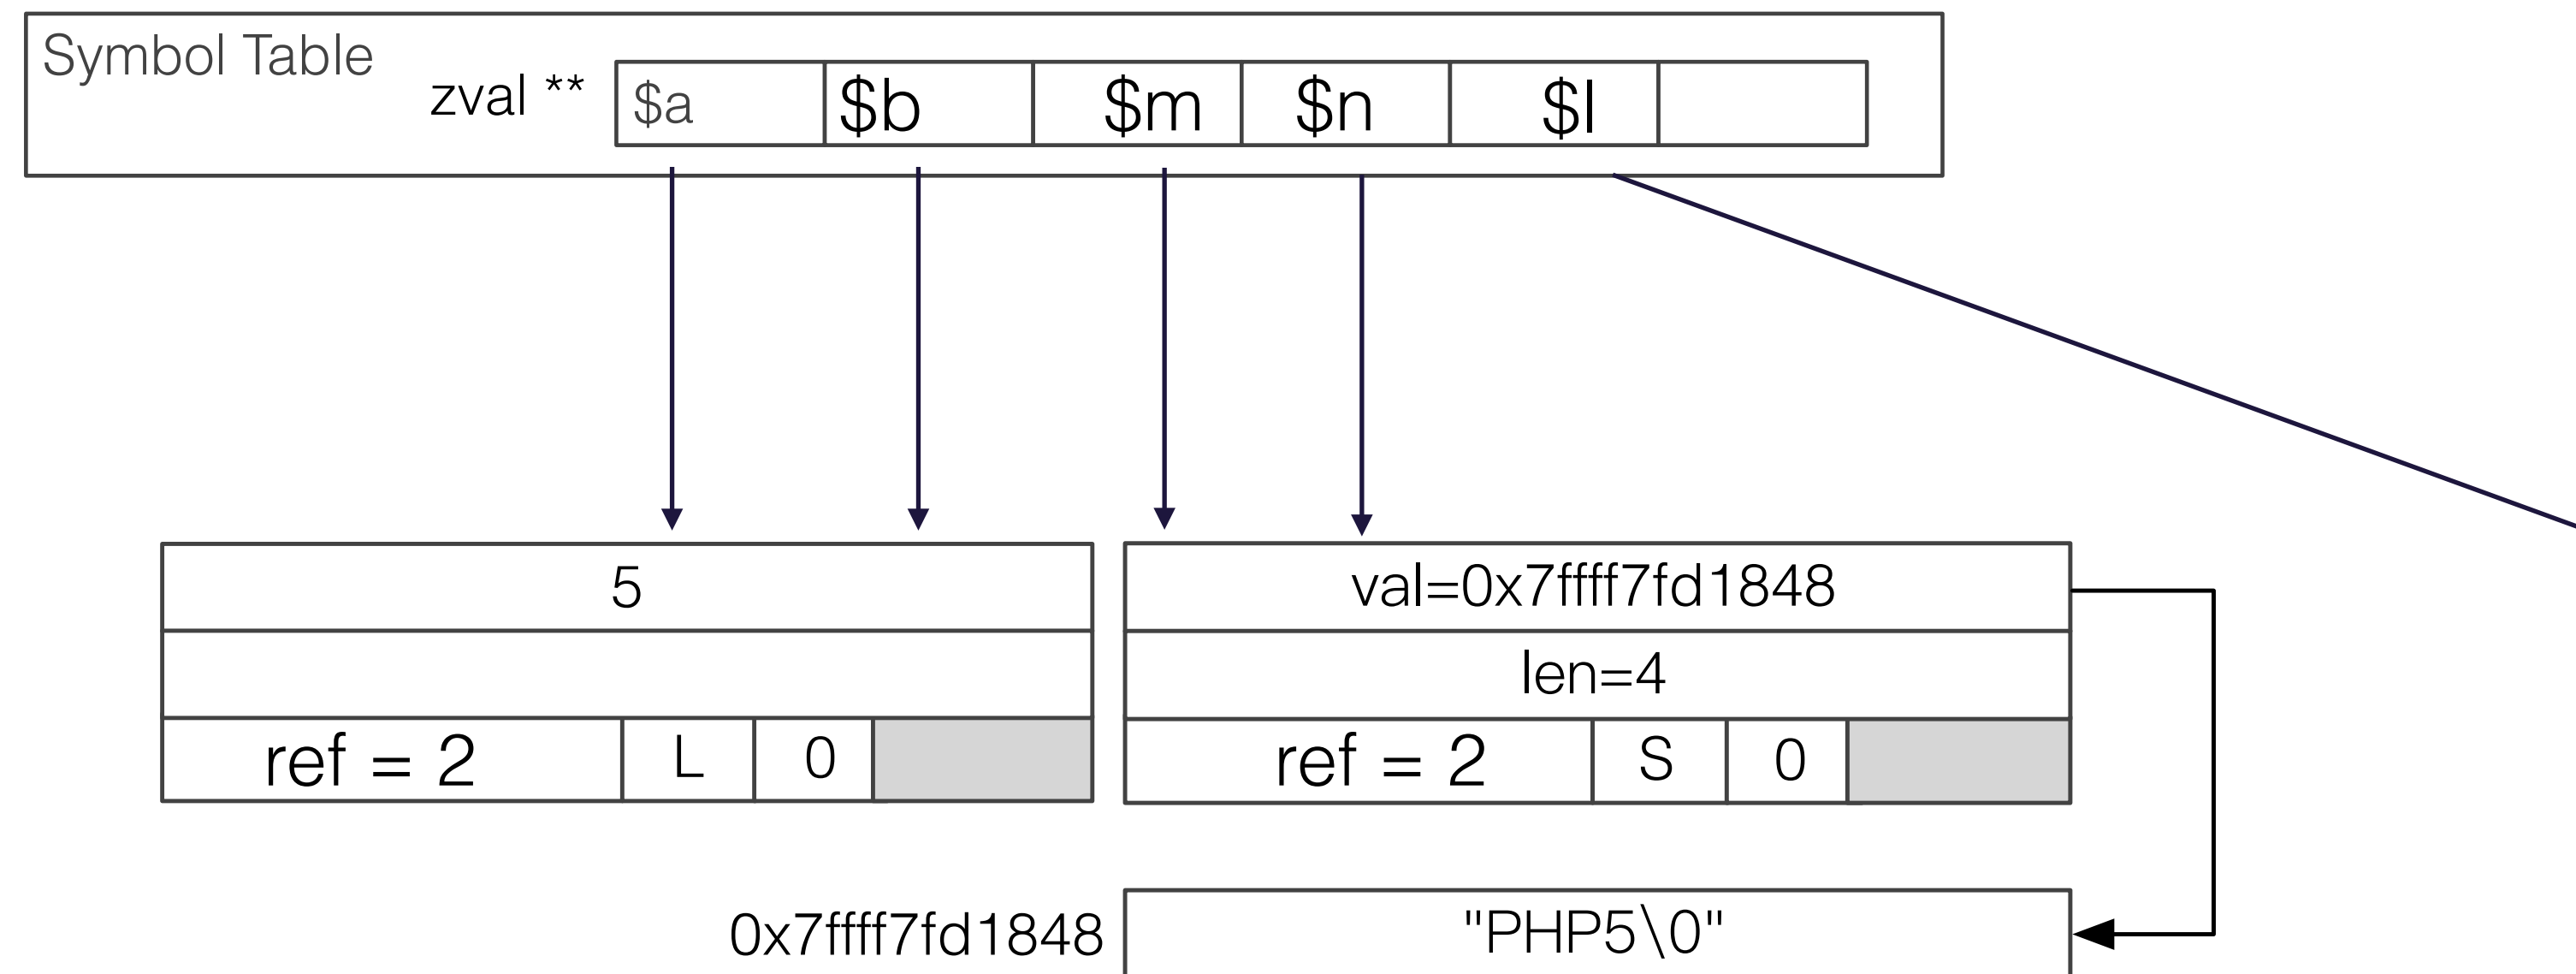 Symbol Table
zval ** $a $b $m $n $l
5
val=0x7ffff7fd1848
len=4
ref = 2 L 0
ref = 2 S 0
0x7ffff7fd1848
"PHP5\0"